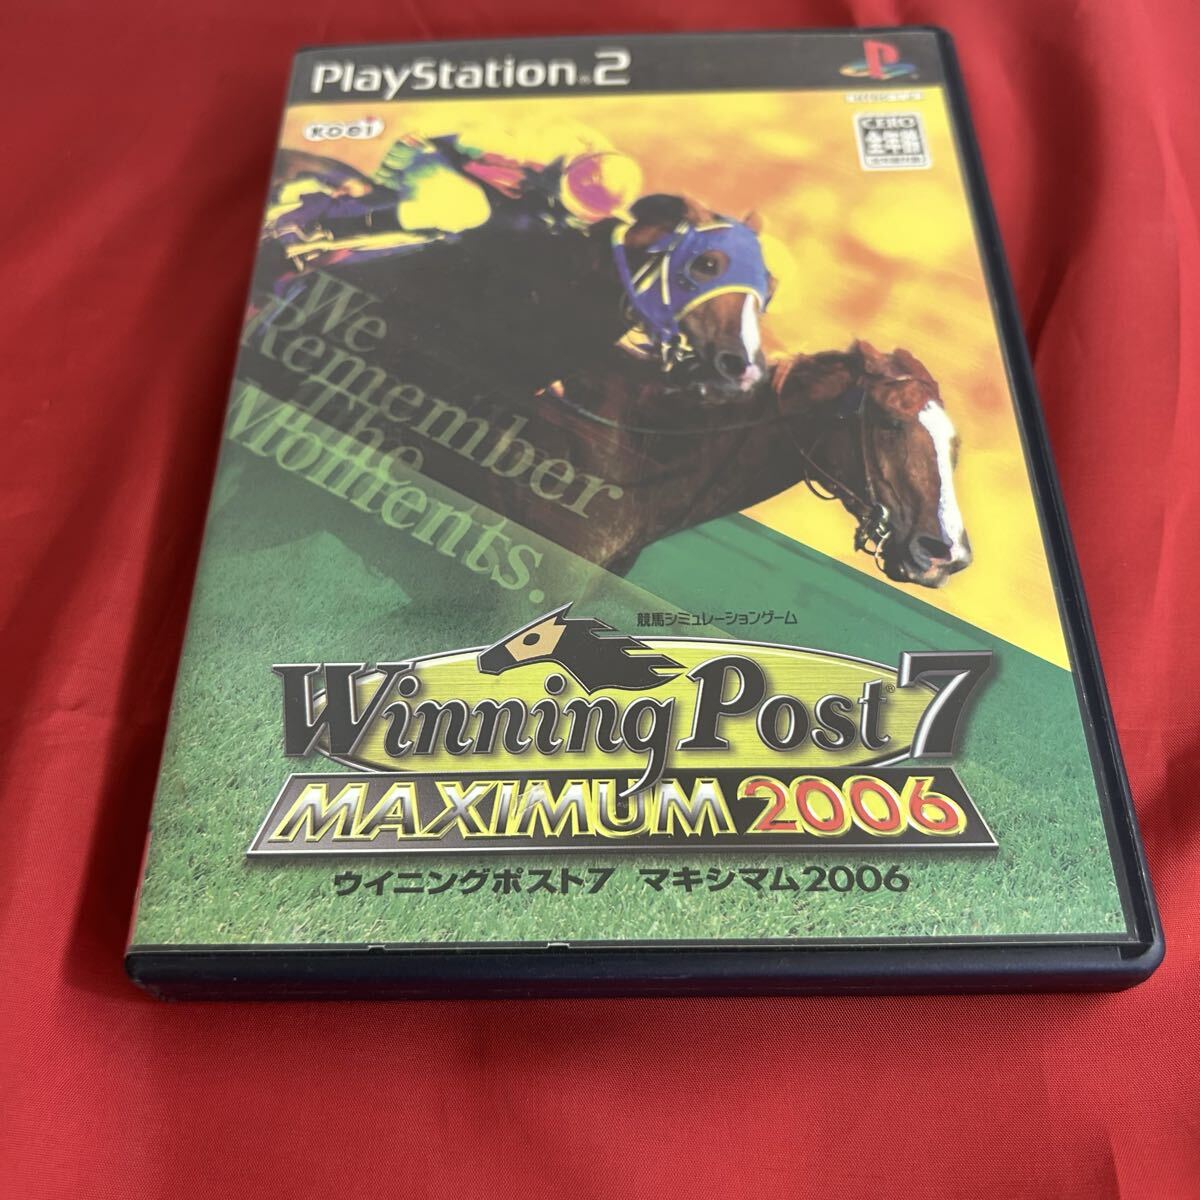 PlayStation®2
KOEI
CERO
全年齢
We
Remember
The
Moments.
競馬シミュレーションゲーム
Winning Post® 7
MAXIMUM 2006
ウイニングポスト7 マキシマム2006